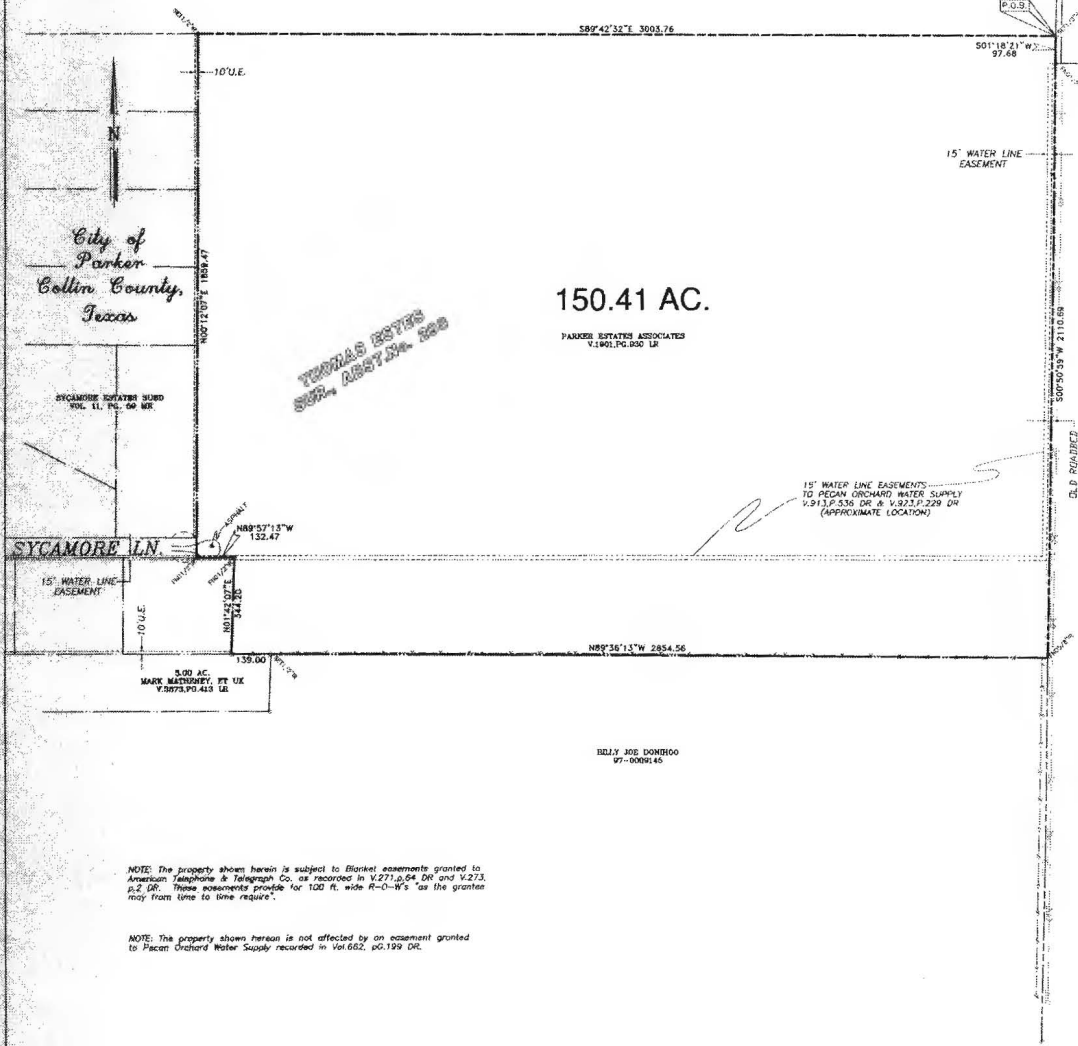 P.O.B.
S89°42'32"E 3003.76
S01°18'21"W
97.68
10'U.E.
N
15' WATER LINE
EASEMENT
City of
Parker
Collin County,
Texas
N00°12'07"E 1859.47
150.41 AC.
PARKER ESTATES ASSOCIATES
V.1901,PG.930 LR
THOMAS ESTES
SUR., ABST.No. 298
S00°50'39"W 2110.69
SYCAMORE ESTATES SUBD
VOL. 11, PG. 69 MR
OLD ROADBED
15' WATER LINE EASEMENTS
TO PECAN ORCHARD WATER SUPPLY
V.913,P.536 DR & V.923,P.229 DR
(APPROXIMATE LOCATION)
ASPHALT
N89°57'13"W
132.47
SYCAMORE LN.
15' WATER LINE
EASEMENT
N01°42'07"E
344.20
10'U.E.
N89°36'13"W 2854.56
139.00
5.00 AC.
MARK MATHENEY, ET UX
V.3873,PG.413 LR
BILLY JOE DONIHOO
97-0009146
NOTE: The property shown herein is subject to Blanket easements granted to
American Telephone & Telegraph Co. as recorded in V.271,p.64 DR and V.273,
p.2 DR. These easements provide for 100 ft. wide R-O-W's "as the grantee
may from time to time require".
NOTE: The property shown hereon is not affected by an easement granted
to Pecan Orchard Water Supply recorded in Vol.662, pG.199 DR.